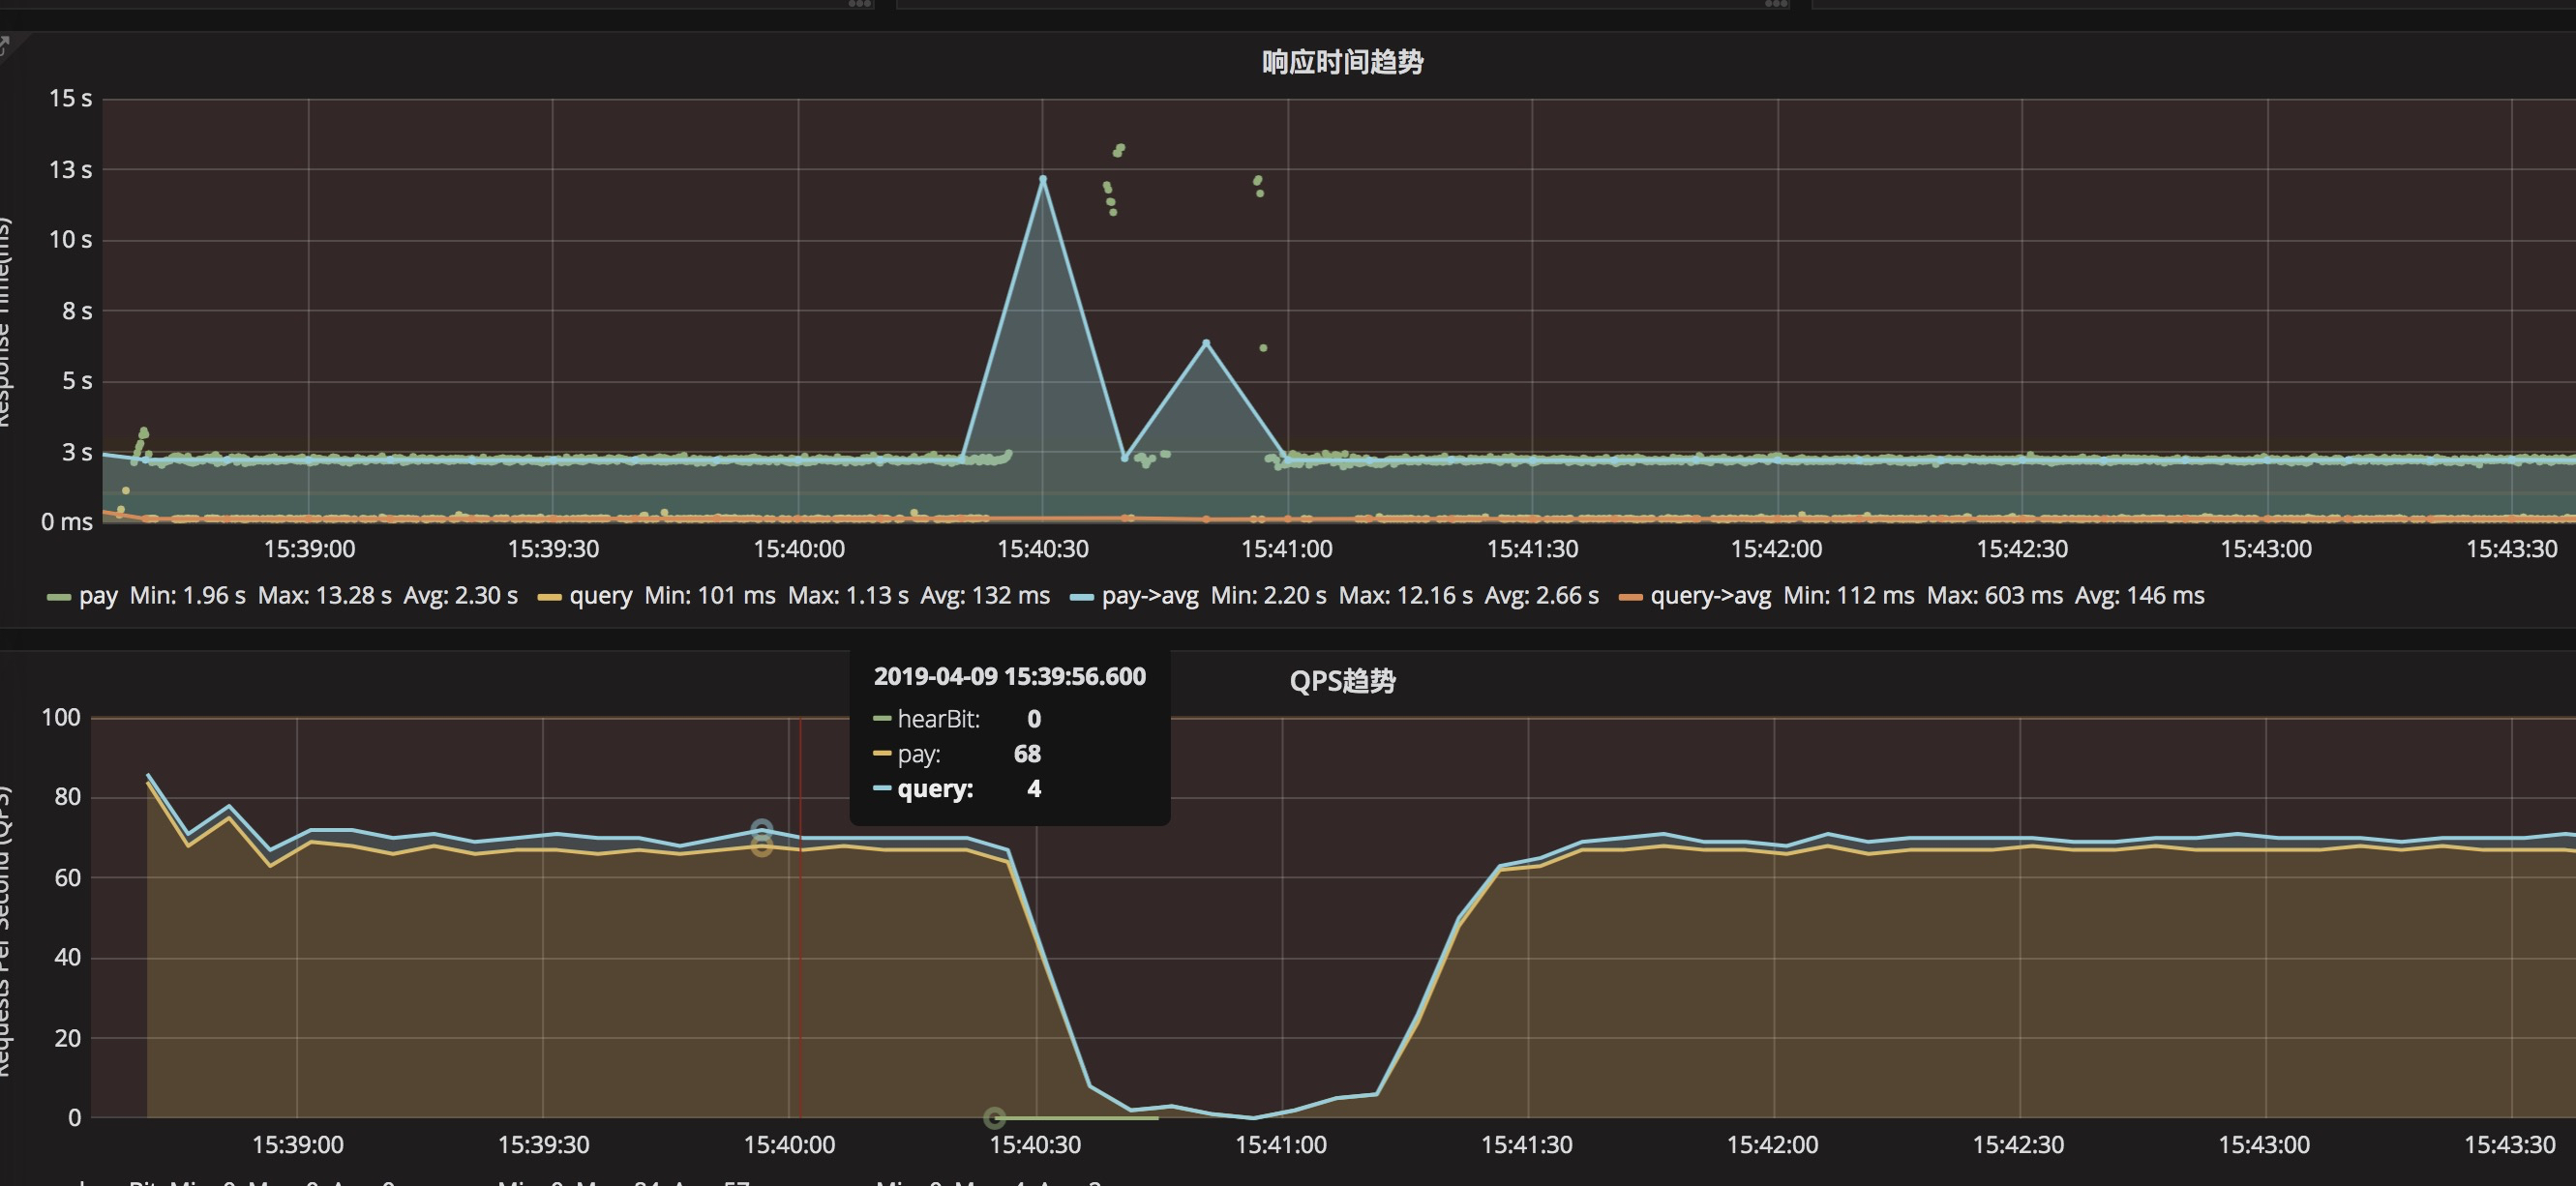 响应时间趋势
Response Time(ms)
15 s
13 s
10 s
8 s
5 s
3 s
0 ms
15:39:00 15:39:30 15:40:00 15:40:30 15:41:00 15:41:30 15:42:00 15:42:30 15:43:00 15:43:30
pay Min: 1.96 s Max: 13.28 s Avg: 2.30 s query Min: 101 ms Max: 1.13 s Avg: 132 ms pay->avg Min: 2.20 s Max: 12.16 s Avg: 2.66 s query->avg Min: 112 ms Max: 603 ms Avg: 146 ms
QPS趋势
2019-04-09 15:39:56.600
hearBit: 0
pay: 68
query: 4
Requests Per Second (QPS)
100
80
60
40
20
0
15:39:00 15:39:30 15:40:00 15:40:30 15:41:00 15:41:30 15:42:00 15:42:30 15:43:00 15:43:30